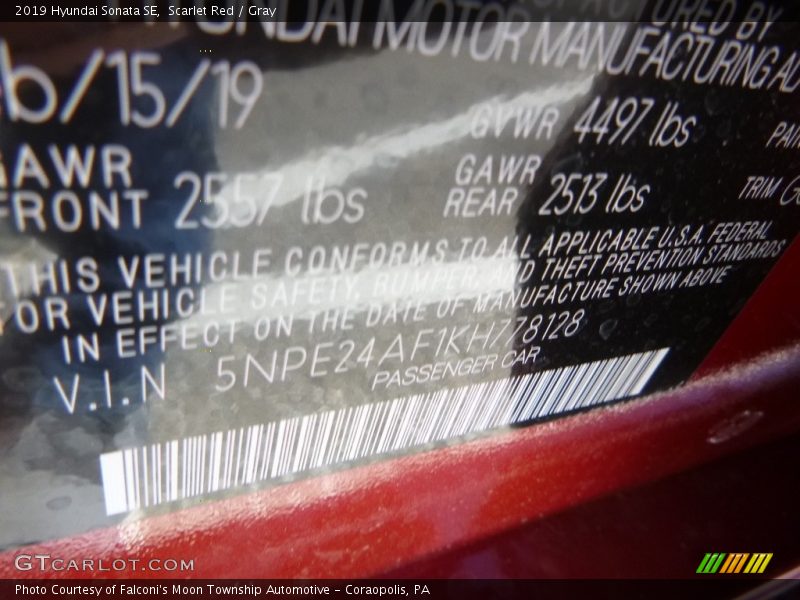 2019 Hyundai Sonata SE, Scarlet Red / Gray
HYUNDAI MOTOR MANUFACTURING
BY
/15/19
GVWR 4497 lbs
GAWR
FRONT 2557 lbs
GAWR
REAR 2513 lbs
TRIM
THIS VEHICLE CONFORMS TO ALL APPLICABLE U.S.A. FEDERAL
OR VEHICLE SAFETY, BUMPER, AND THEFT PREVENTION STANDARDS
IN EFFECT ON THE DATE OF MANUFACTURE SHOWN ABOVE
V.I.N 5NPE24AF1KH778128
PASSENGER CAR
GTCARLOT.COM
Photo Courtesy of Falconi's Moon Township Automotive - Coraopolis, PA